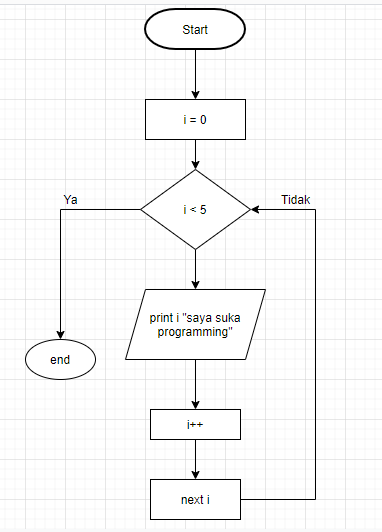 Start
i = 0
Ya
i < 5
Tidak
print i "saya suka
programming"
end
i++
next i